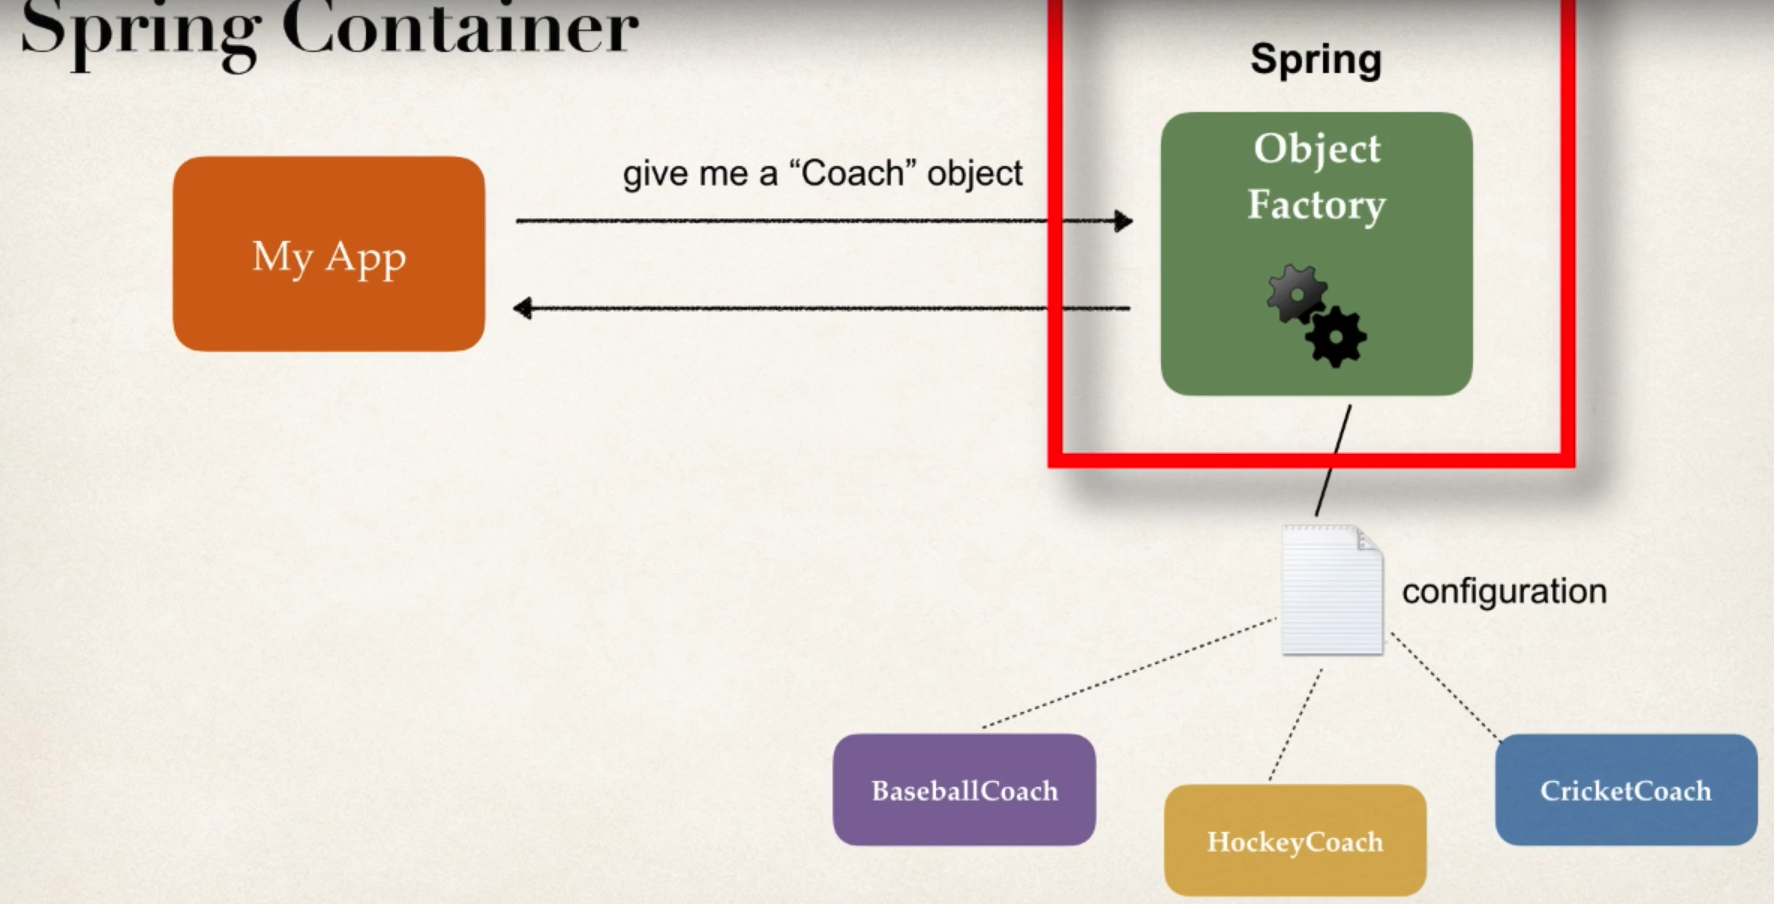 Spring Container
Spring
Object
Factory
give me a “Coach” object
My App
configuration
BaseballCoach
HockeyCoach
CricketCoach